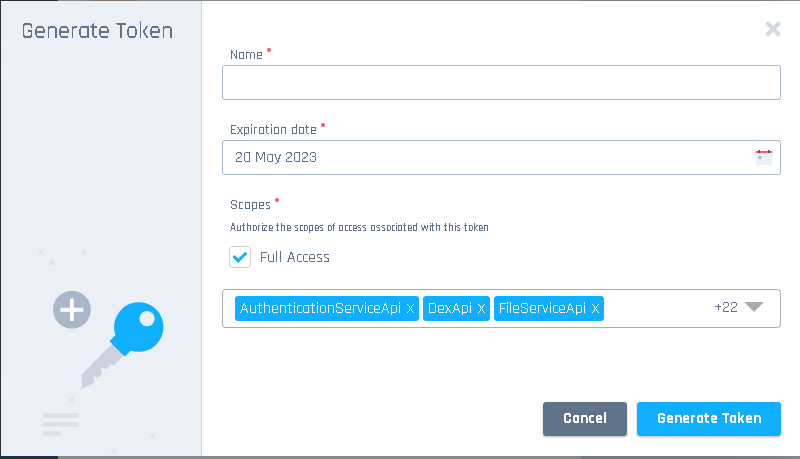 Generate Token
Name *
Expiration date *
20 May 2023
Scopes *
Authorize the scopes of access associated with this token
Full Access
AuthenticationServiceApi x DexApi x FileServiceApi x +22
Cancel Generate Token